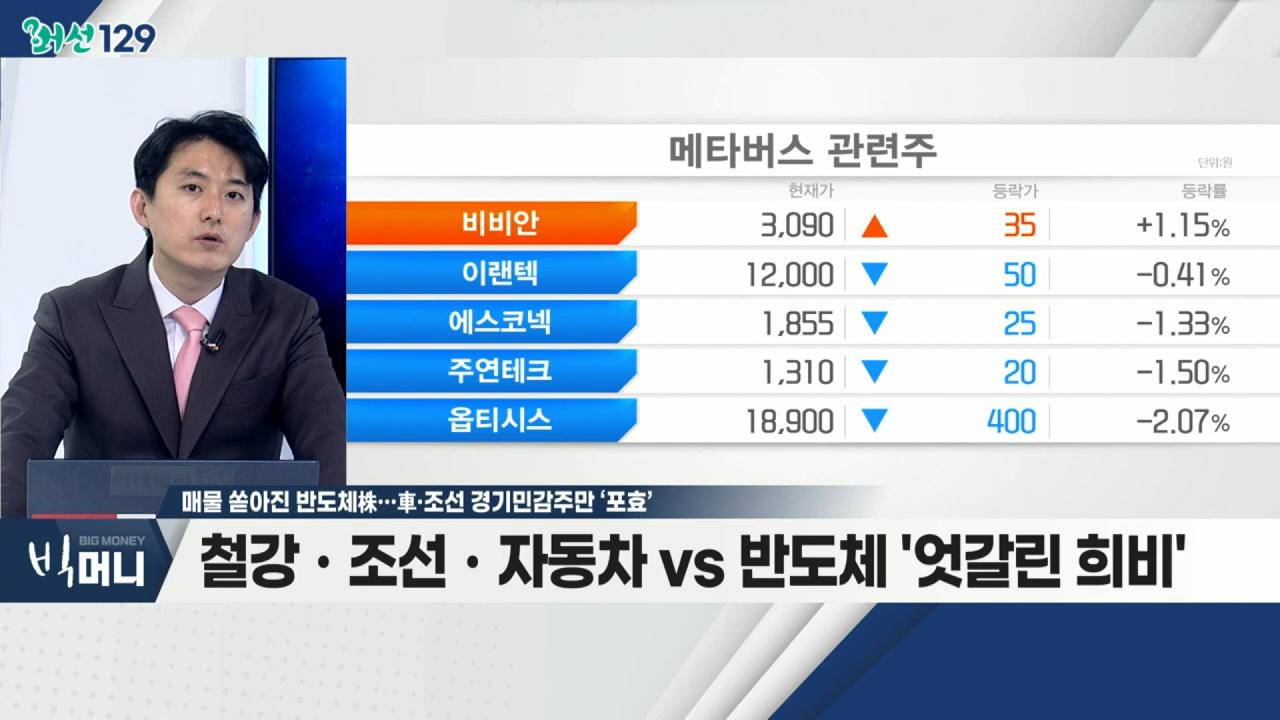 머선129
메타버스 관련주
단위:원
현재가 등락가 등락률
비비안 3,090 ▲ 35 +1.15%
이랜텍 12,000 ▼ 50 -0.41%
에스코넥 1,855 ▼ 25 -1.33%
주연테크 1,310 ▼ 20 -1.50%
옵티시스 18,900 ▼ 400 -2.07%
매물 쏟아진 반도체株…車·조선 경기민감주만 ‘포효’
BIG MONEY
빅머니
철강·조선·자동차 vs 반도체 '엇갈린 희비'